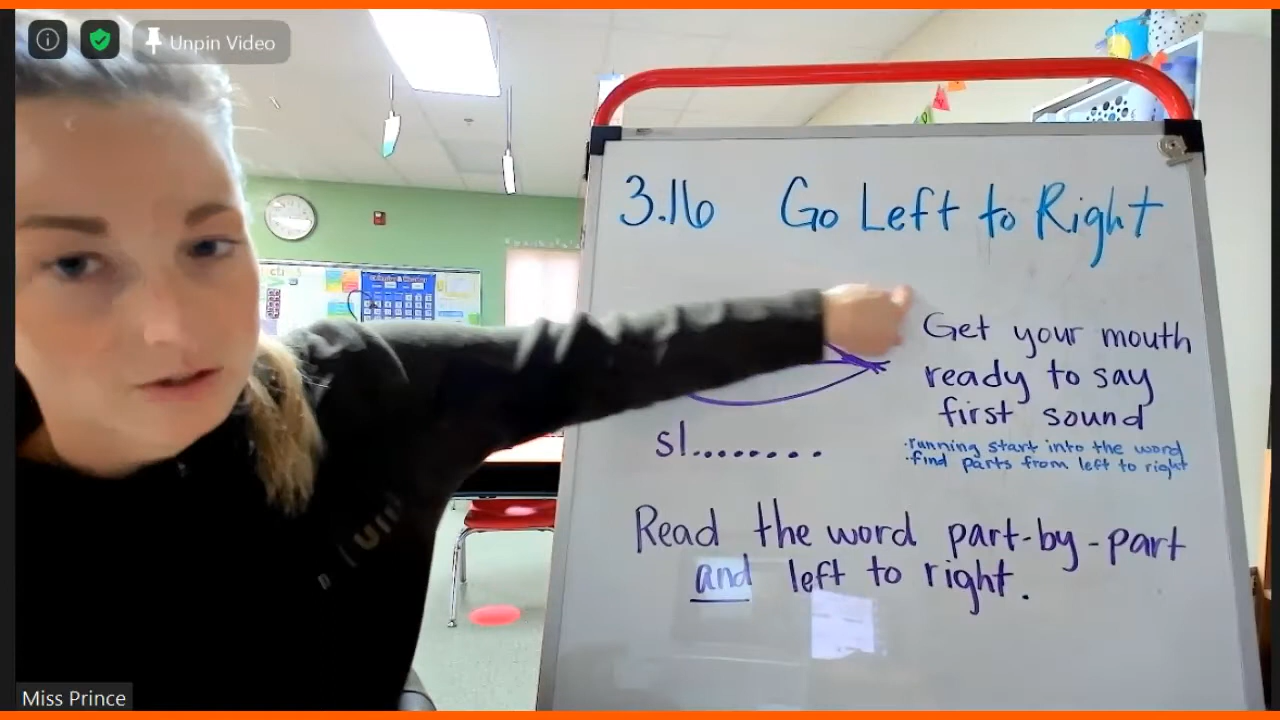 Unpin Video
3.16 Go Left to Right
Get your mouth
ready to say
first sound
·running start into the word
·find parts from left to right
sl........
Read the word part-by-part
and left to right.
Miss Prince